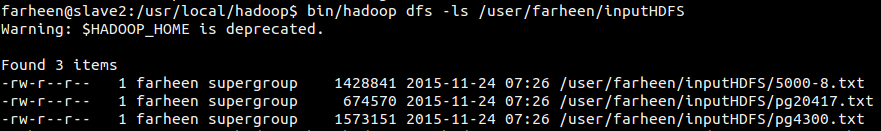 farheen@slave2:/usr/local/hadoop$ bin/hadoop dfs -ls /user/farheen/inputHDFS
Warning: $HADOOP_HOME is deprecated.
Found 3 items
-rw-r--r--   1 farheen supergroup    1428841 2015-11-24 07:26 /user/farheen/inputHDFS/5000-8.txt
-rw-r--r--   1 farheen supergroup     674570 2015-11-24 07:26 /user/farheen/inputHDFS/pg20417.txt
-rw-r--r--   1 farheen supergroup    1573151 2015-11-24 07:26 /user/farheen/inputHDFS/pg4300.txt